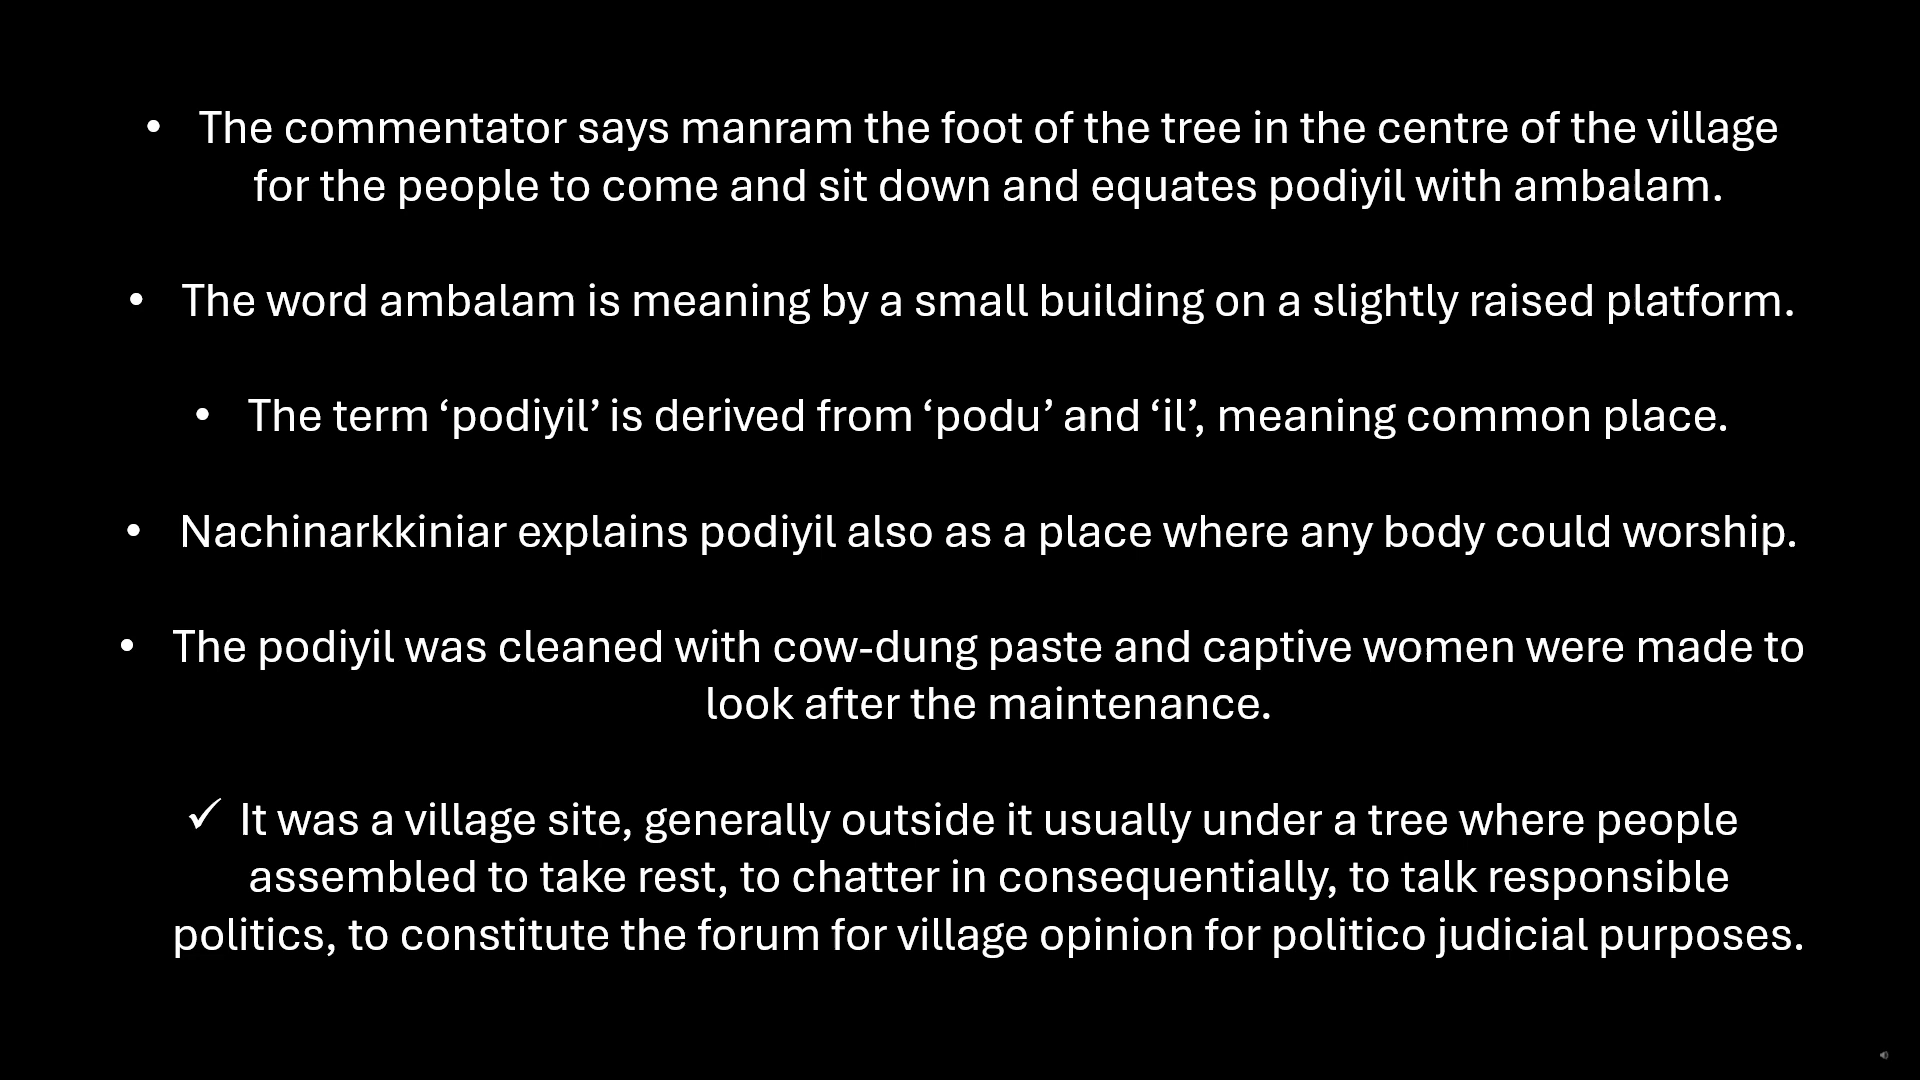 • The commentator says manram the foot of the tree in the centre of the village
for the people to come and sit down and equates podiyil with ambalam.
• The word ambalam is meaning by a small building on a slightly raised platform.
• The term ‘podiyil’ is derived from ‘podu’ and ‘il’, meaning common place.
• Nachinarkkiniar explains podiyil also as a place where any body could worship.
• The podiyil was cleaned with cow-dung paste and captive women were made to
look after the maintenance.
✓ It was a village site, generally outside it usually under a tree where people
assembled to take rest, to chatter in consequentially, to talk responsible
politics, to constitute the forum for village opinion for politico judicial purposes.